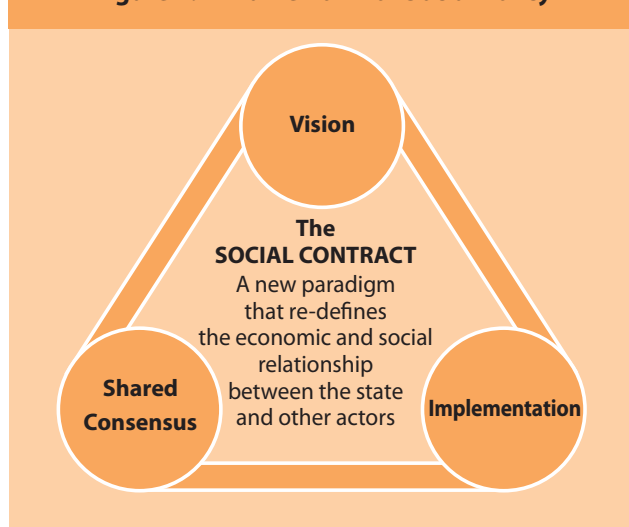 Vision
The
SOCIAL CONTRACT
A new paradigm
that re-defines
the economic and social
relationship
between the state
and other actors
Shared
Consensus
Implementation